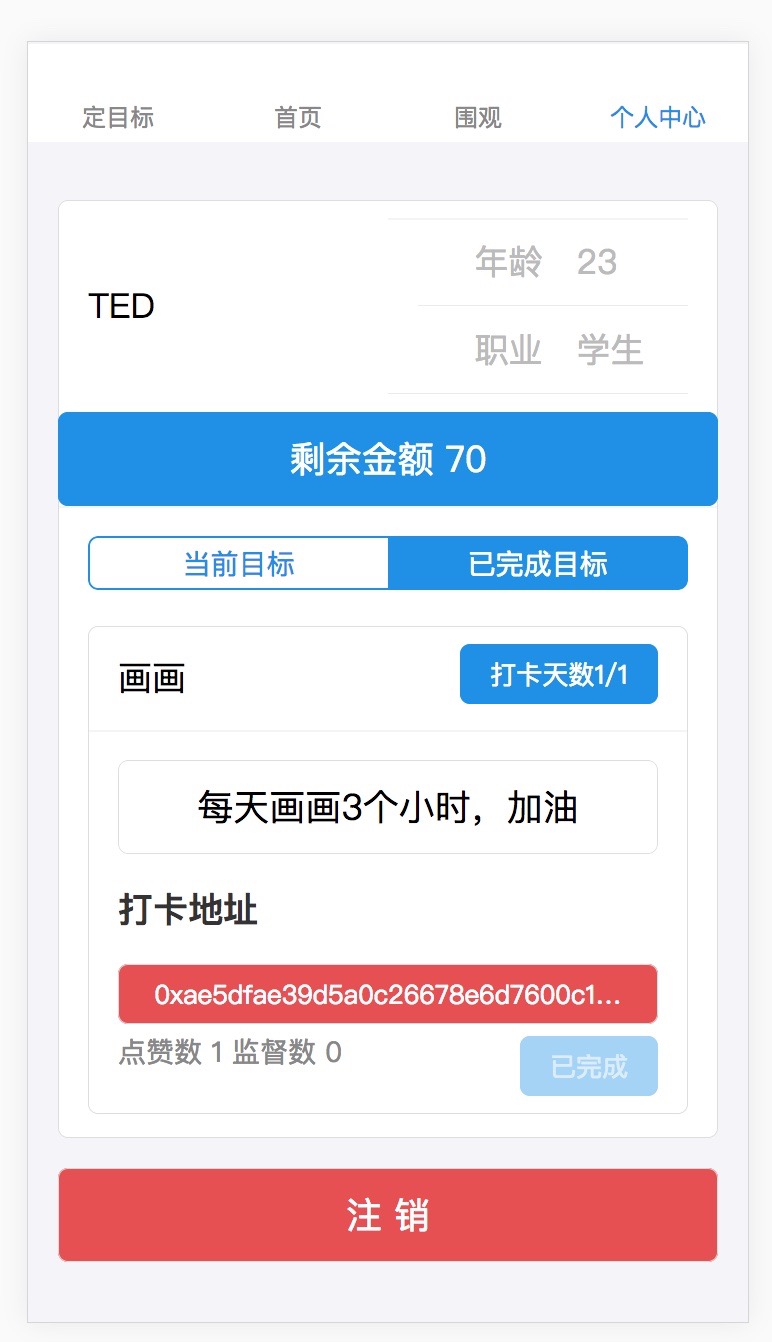 定目标 首页 围观 个人中心
TED
年龄 23
职业 学生
剩余金额 70
当前目标 已完成目标
画画 打卡天数1/1
每天画画3个小时，加油
打卡地址
0xae5dfae39d5a0c26678e6d7600c1...
点赞数 1 监督数 0
已完成
注 销